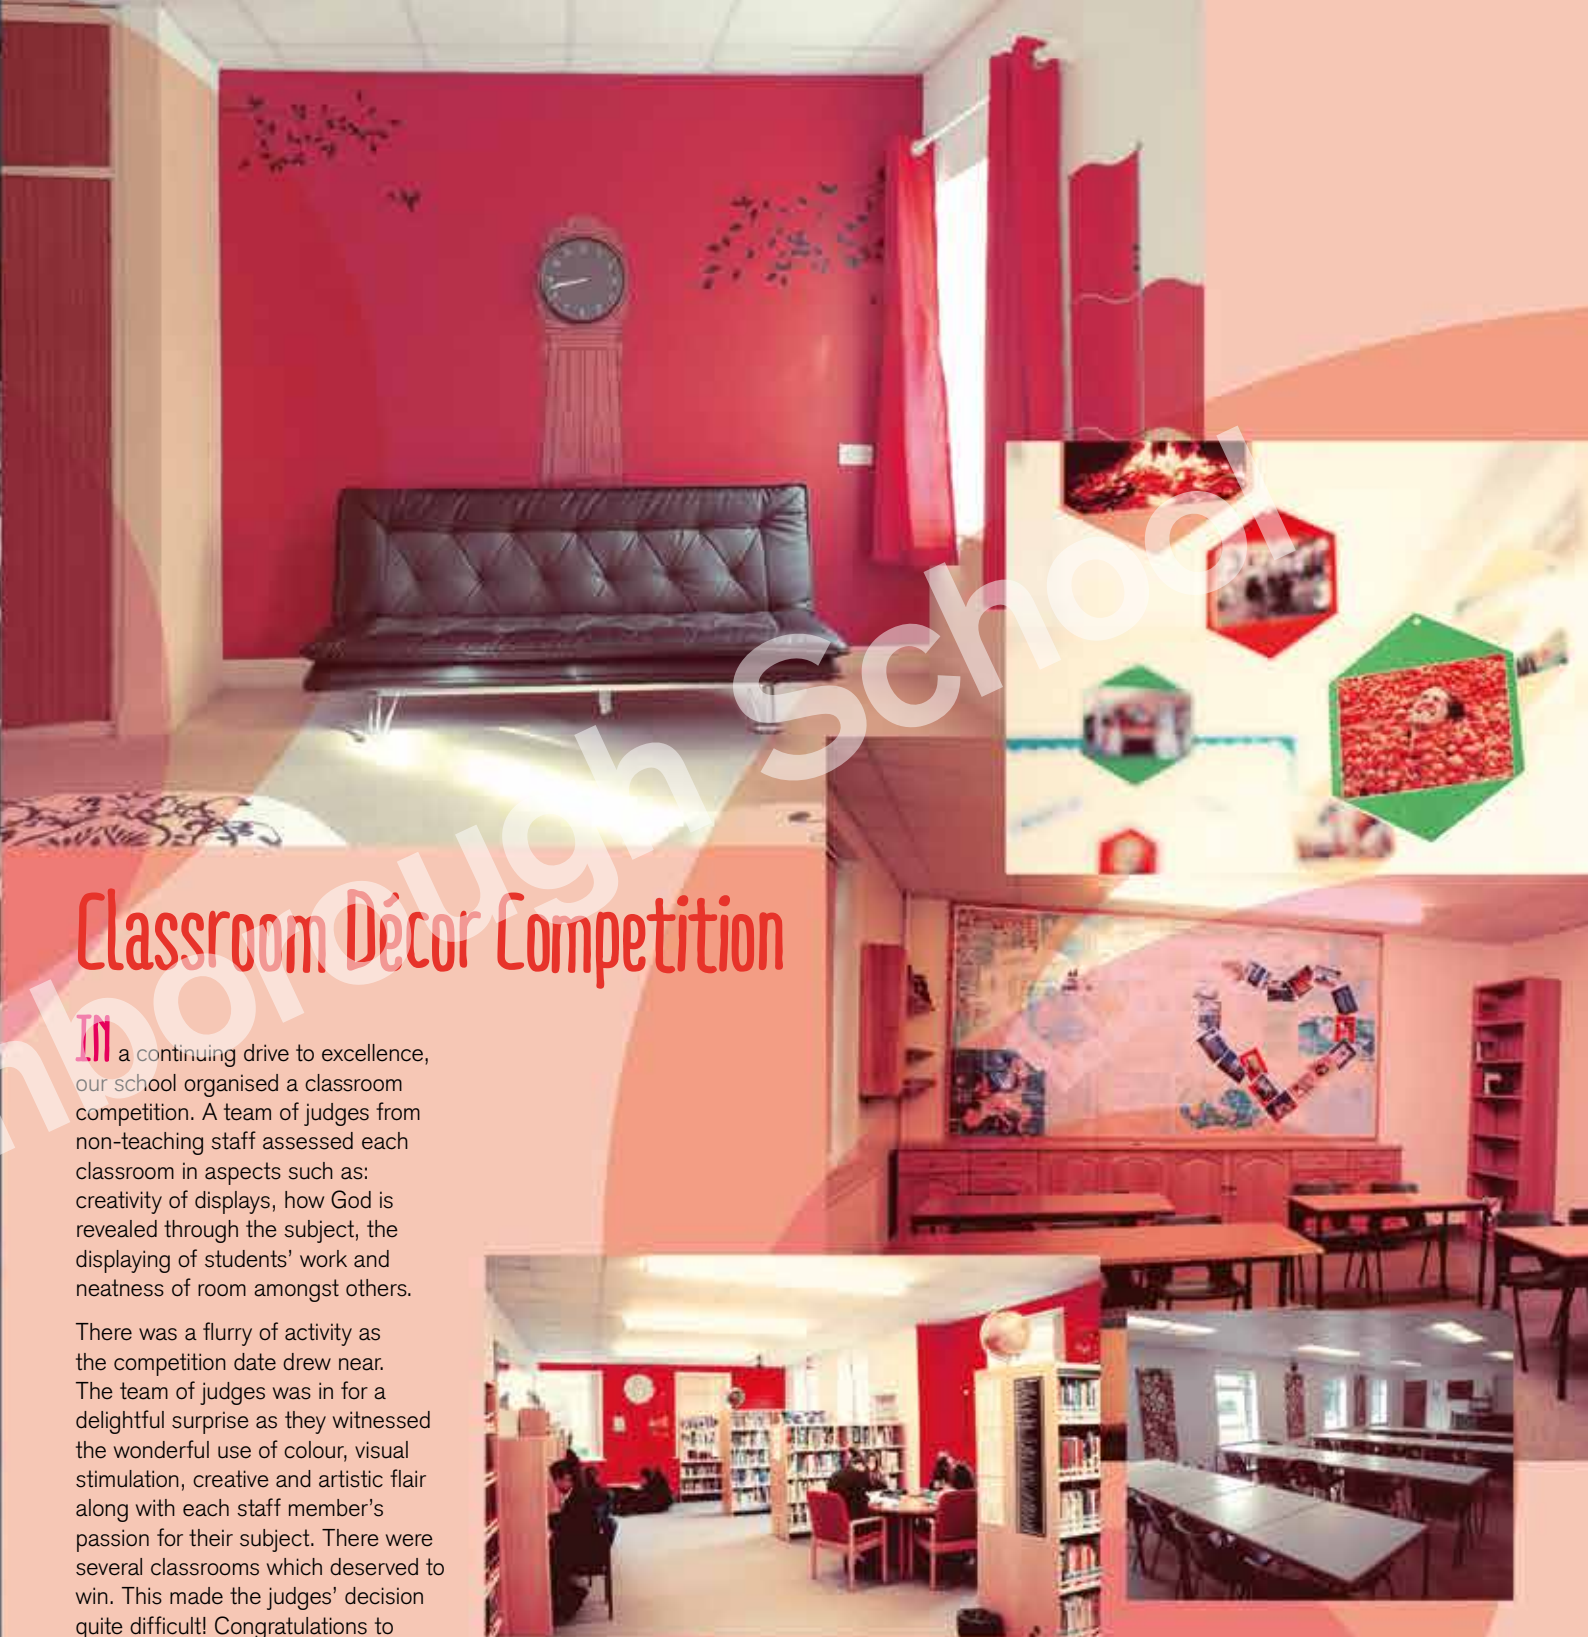 Classroom Décor Competition
IN a continuing drive to excellence,
our school organised a classroom
competition. A team of judges from
non-teaching staff assessed each
classroom in aspects such as:
creativity of displays, how God is
revealed through the subject, the
displaying of students’ work and
neatness of room amongst others.
There was a flurry of activity as
the competition date drew near.
The team of judges was in for a
delightful surprise as they witnessed
the wonderful use of colour, visual
stimulation, creative and artistic flair
along with each staff member’s
passion for their subject. There were
several classrooms which deserved to
win. This made the judges’ decision
quite difficult! Congratulations to
nborough School